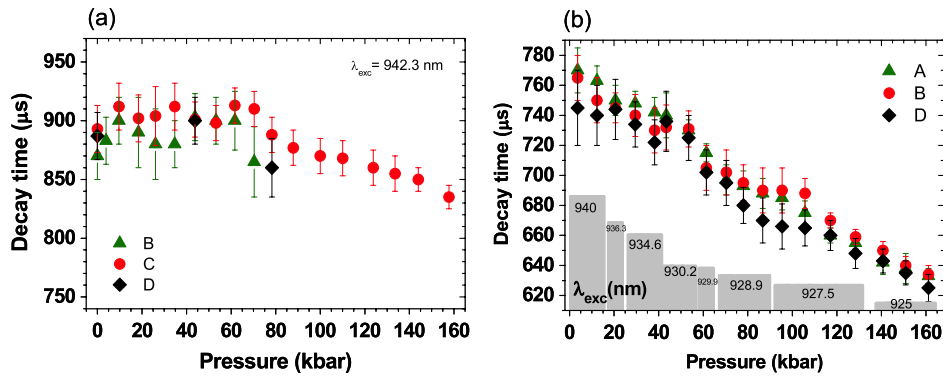 (a)
λexc= 942.3 nm
Decay time (μs)
950
900
850
800
750
B
C
D
0 20 40 60 80 100 120 140 160
Pressure (kbar)
(b)
Decay time (μs)
780
760
740
720
700
680
660
640
620
A
B
D
940
936.3
934.6
930.2
929.9
928.9
927.5
925
λexc(nm)
0 20 40 60 80 100 120 140 160
Pressure (kbar)